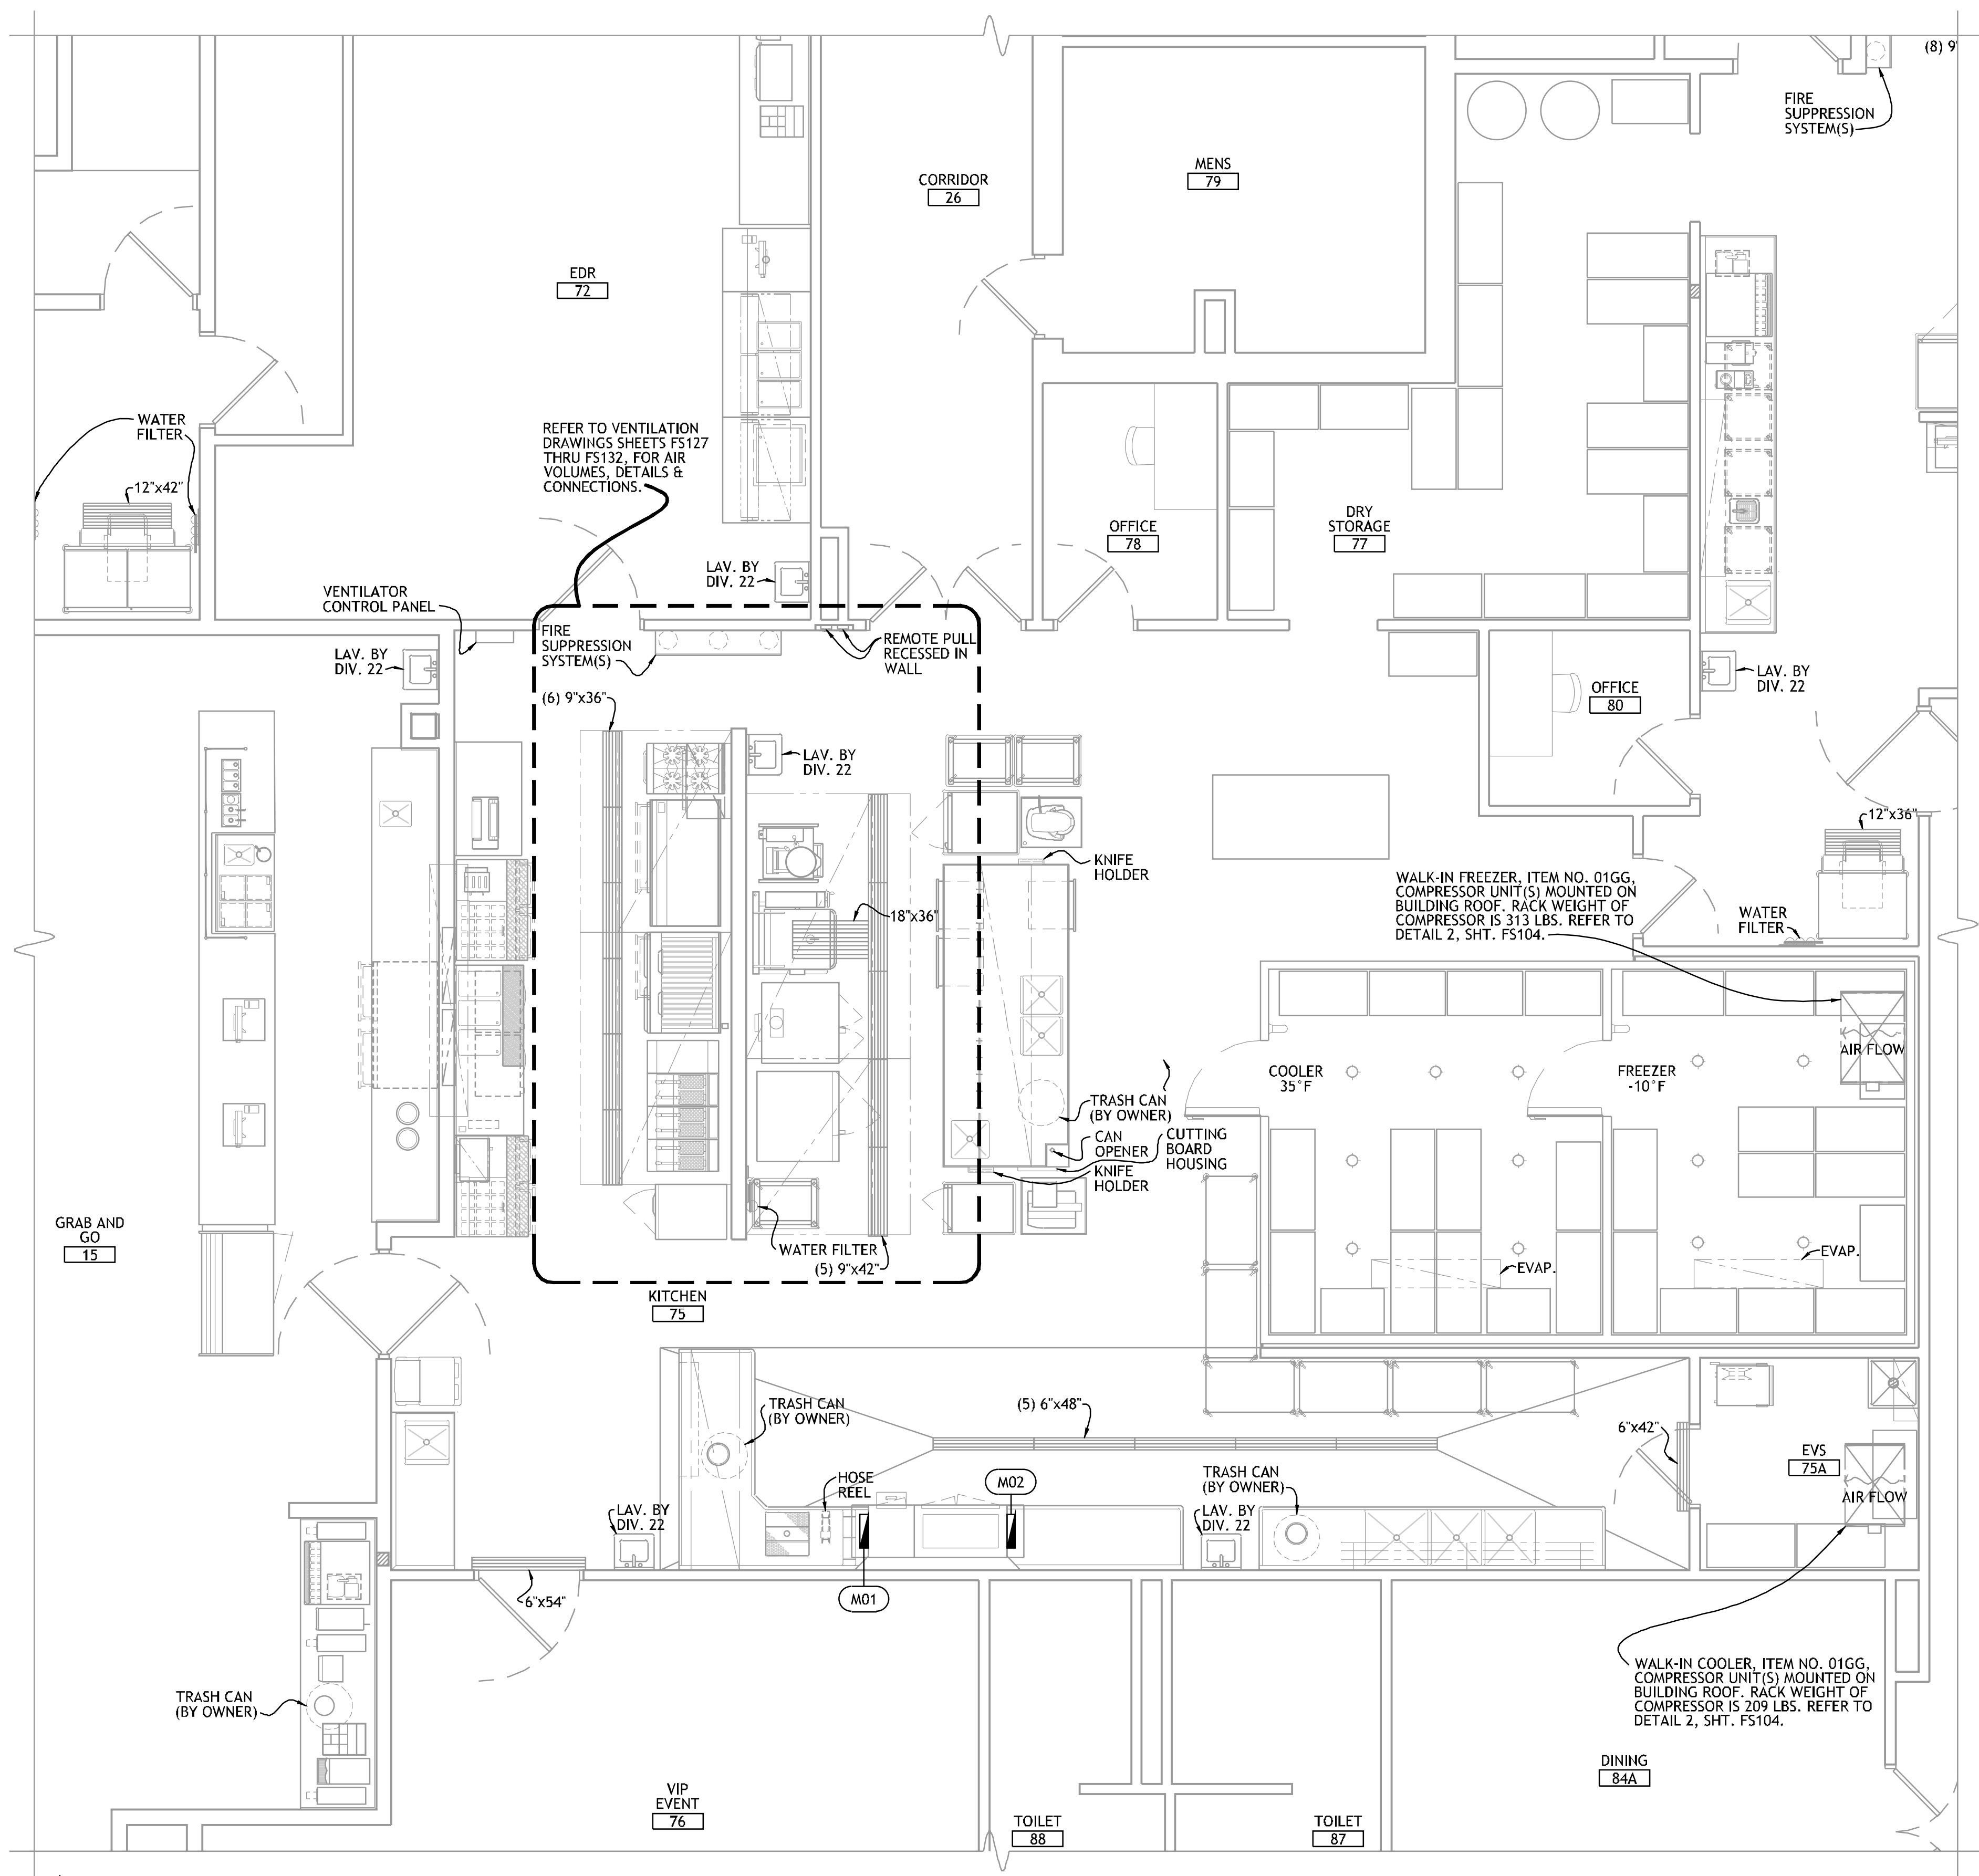 (8) 9"
FIRE
SUPPRESSION
SYSTEM(S)
MENS
79
CORRIDOR
26
EDR
72
WATER
FILTER
12"x42"
REFER TO VENTILATION
DRAWINGS SHEETS FS127
THRU FS132, FOR AIR
VOLUMES, DETAILS &
CONNECTIONS.
OFFICE
78
DRY
STORAGE
77
LAV. BY
DIV. 22
VENTILATOR
CONTROL PANEL
FIRE
SUPPRESSION
SYSTEM(S)
REMOTE PULL
RECESSED IN
WALL
LAV. BY
DIV. 22
LAV. BY
DIV. 22
OFFICE
80
(6) 9"x36"
LAV. BY
DIV. 22
12"x36"
KNIFE
HOLDER
WALK-IN FREEZER, ITEM NO. 01GG,
COMPRESSOR UNIT(S) MOUNTED ON
BUILDING ROOF. RACK WEIGHT OF
COMPRESSOR IS 313 LBS. REFER TO
DETAIL 2, SHT. FS104.
WATER
FILTER
18"x36"
AIR FLOW
COOLER
35°F
FREEZER
-10°F
TRASH CAN
(BY OWNER)
CAN
OPENER
CUTTING
BOARD
HOUSING
KNIFE
HOLDER
GRAB AND
GO
15
WATER FILTER
(5) 9"x42"
EVAP.
EVAP.
KITCHEN
75
TRASH CAN
(BY OWNER)
(5) 6"x48"
6"x42"
EVS
75A
HOSE
REEL
M02
TRASH CAN
(BY OWNER)
AIR FLOW
LAV. BY
DIV. 22
LAV. BY
DIV. 22
6"x54"
M01
WALK-IN COOLER, ITEM NO. 01GG,
COMPRESSOR UNIT(S) MOUNTED ON
BUILDING ROOF. RACK WEIGHT OF
COMPRESSOR IS 209 LBS. REFER TO
DETAIL 2, SHT. FS104.
TRASH CAN
(BY OWNER)
DINING
84A
VIP
EVENT
76
TOILET
88
TOILET
87